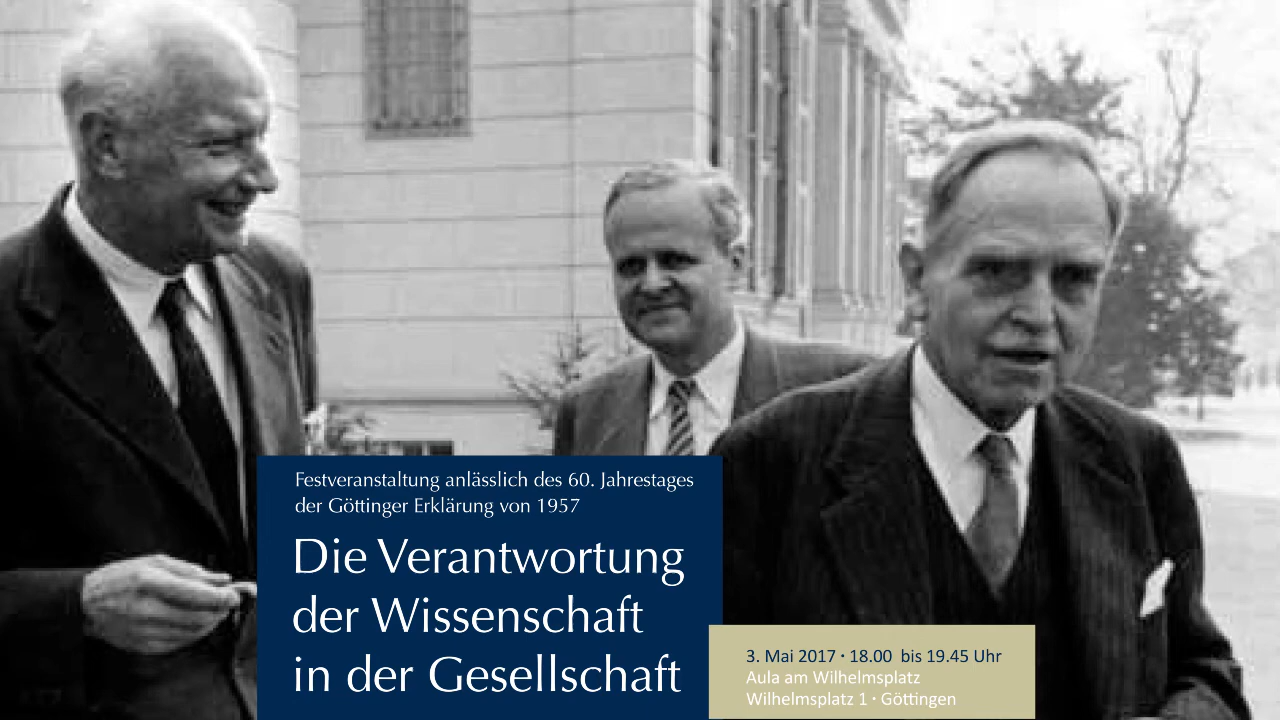 Festveranstaltung anlässlich des 60. Jahrestages
der Göttinger Erklärung von 1957
Die Verantwortung
der Wissenschaft
in der Gesellschaft
3. Mai 2017 · 18.00 bis 19.45 Uhr
Aula am Wilhelmsplatz
Wilhelmsplatz 1 · Göttingen